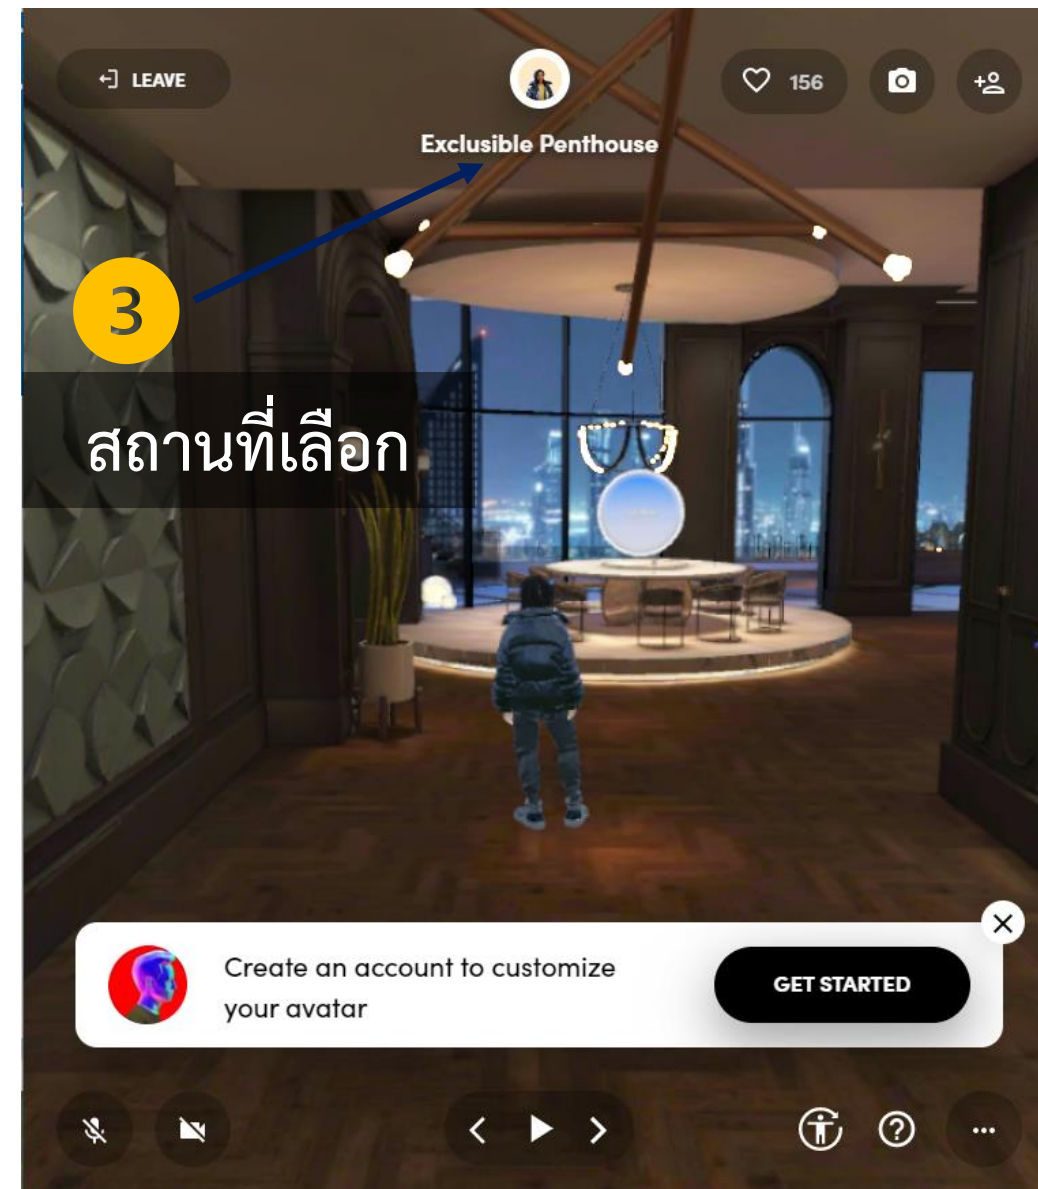 LEAVE
156
Exclusible Penthouse
3
สถานที่เลือก
Create an account to customize
your avatar
GET STARTED